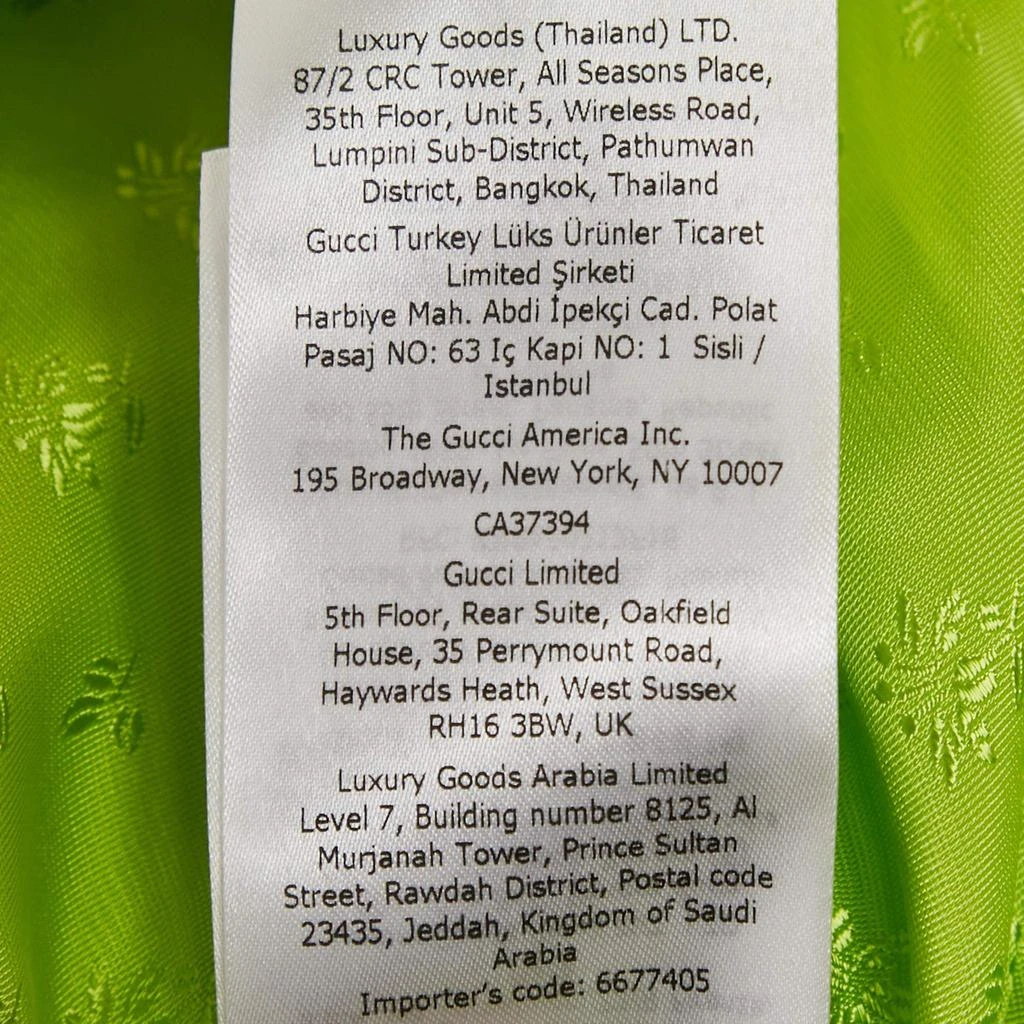 Luxury Goods (Thailand) LTD.
87/2 CRC Tower, All Seasons Place,
35th Floor, Unit 5, Wireless Road,
Lumpini Sub-District, Pathumwan
District, Bangkok, Thailand
Gucci Turkey Lüks Ürünler Ticaret
Limited Şirketi
Harbiye Mah. Abdi İpekçi Cad. Polat
Pasaj NO: 63 Iç Kapi NO: 1 Sisli /
Istanbul
The Gucci America Inc.
195 Broadway, New York, NY 10007
CA37394
Gucci Limited
5th Floor, Rear Suite, Oakfield
House, 35 Perrymount Road,
Haywards Heath, West Sussex
RH16 3BW, UK
Luxury Goods Arabia Limited
Level 7, Building number 8125, Al
Murjanah Tower, Prince Sultan
Street, Rawdah District, Postal code
23435, Jeddah, Kingdom of Saudi
Arabia
Importer's code: 6677405